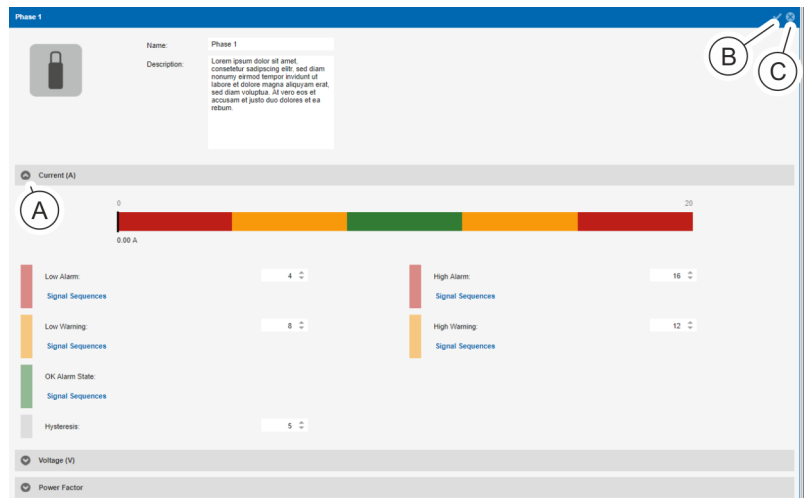 Phase 1
B
C
Name: Phase 1
Description: Lorem ipsum dolor sit amet,
consetetur sadipscing elitr, sed diam
nonumy eirmod tempor invidunt ut
labore et dolore magna aliquyam erat,
sed diam voluptua. At vero eos et
accusam et justo duo dolores et ea
rebum.
Current (A)
A
0 20
0.00 A
Low Alarm: 4 High Alarm: 16
Signal Sequences Signal Sequences
Low Warning: 8 High Warning: 12
Signal Sequences Signal Sequences
OK Alarm State:
Signal Sequences
Hysteresis: 5
Voltage (V)
Power Factor